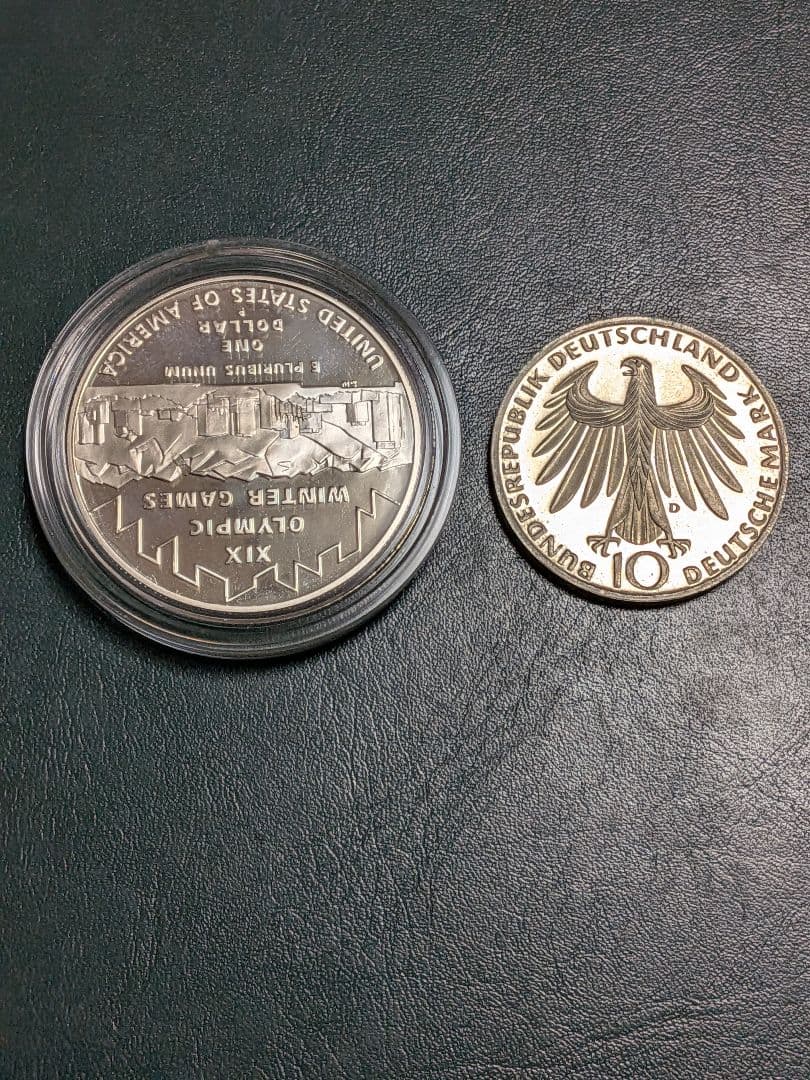 XIX
OLYMPIC
WINTER GAMES
E PLURIBUS UNUM
ONE
DOLLAR
P
UNITED STATES OF AMERICA
BUNDESREPUBLIK DEUTSCHLAND
D
10
DEUTSCHE MARK